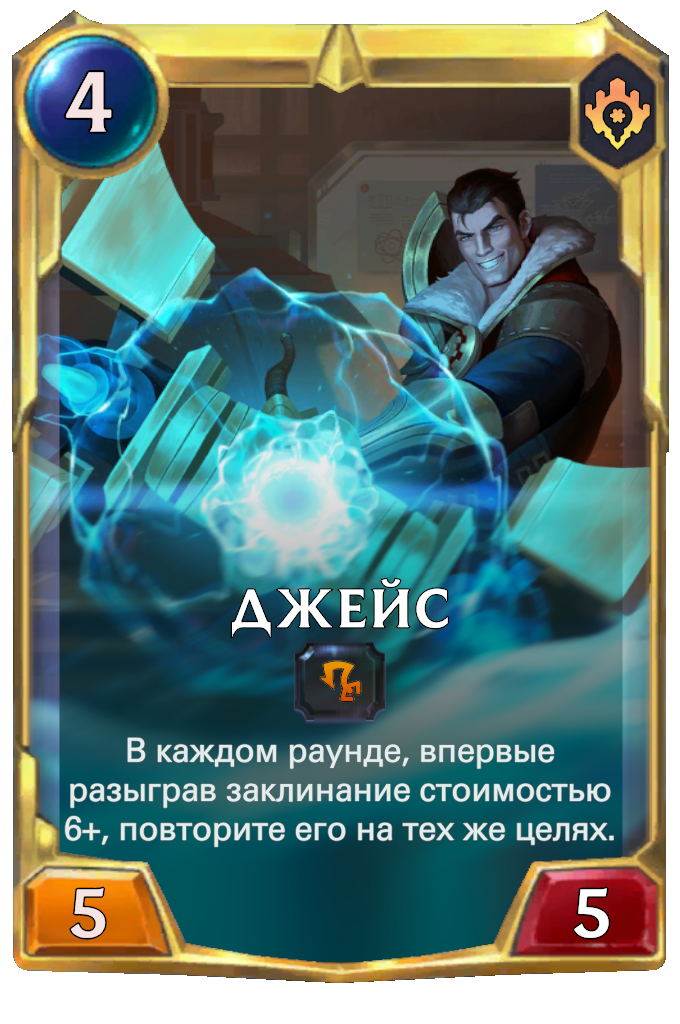 4
ДЖЕЙС
В каждом раунде, впервые
разыграв заклинание стоимостью
6+, повторите его на тех же целях.
5
5